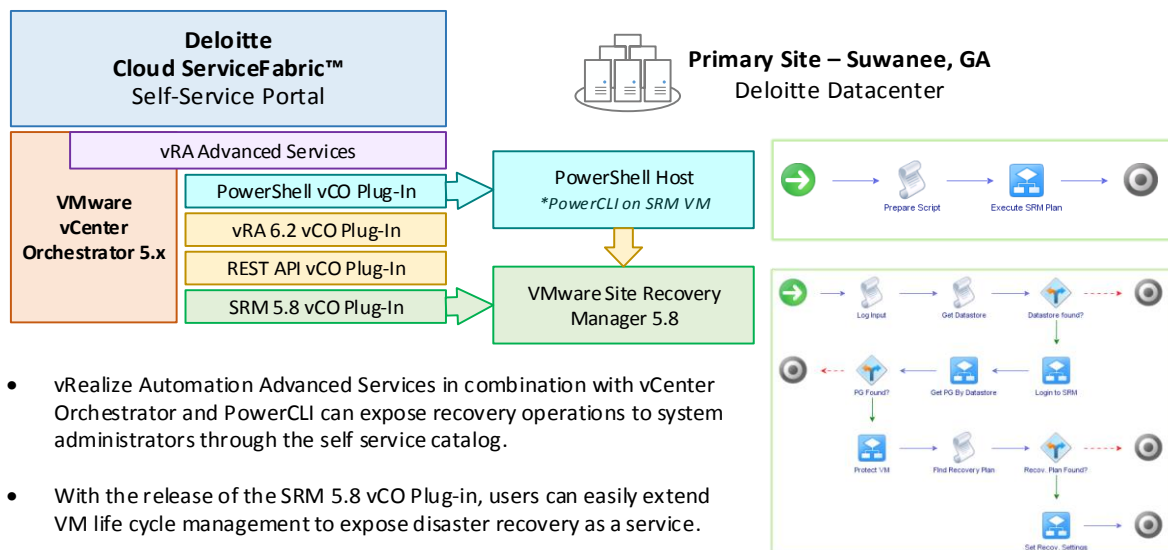 Deloitte
Cloud ServiceFabric™
Self-Service Portal
Primary Site – Suwanee, GA
Deloitte Datacenter
vRA Advanced Services
VMware
vCenter
Orchestrator 5.x
PowerShell vCO Plug-In
vRA 6.2 vCO Plug-In
REST API vCO Plug-In
SRM 5.8 vCO Plug-In
PowerShell Host
*PowerCLI on SRM VM
VMware Site Recovery
Manager 5.8
Prepare Script
Execute SRM Plan
Log Input
Get Datastore
Datastore found?
PG Found?
Get PG By Datastore
Login to SRM
Protect VM
Find Recovery Plan
Recov. Plan Found?
Set Recov. Settings
• vRealize Automation Advanced Services in combination with vCenter
Orchestrator and PowerCLI can expose recovery operations to system
administrators through the self service catalog.
• With the release of the SRM 5.8 vCO Plug-in, users can easily extend
VM life cycle management to expose disaster recovery as a service.